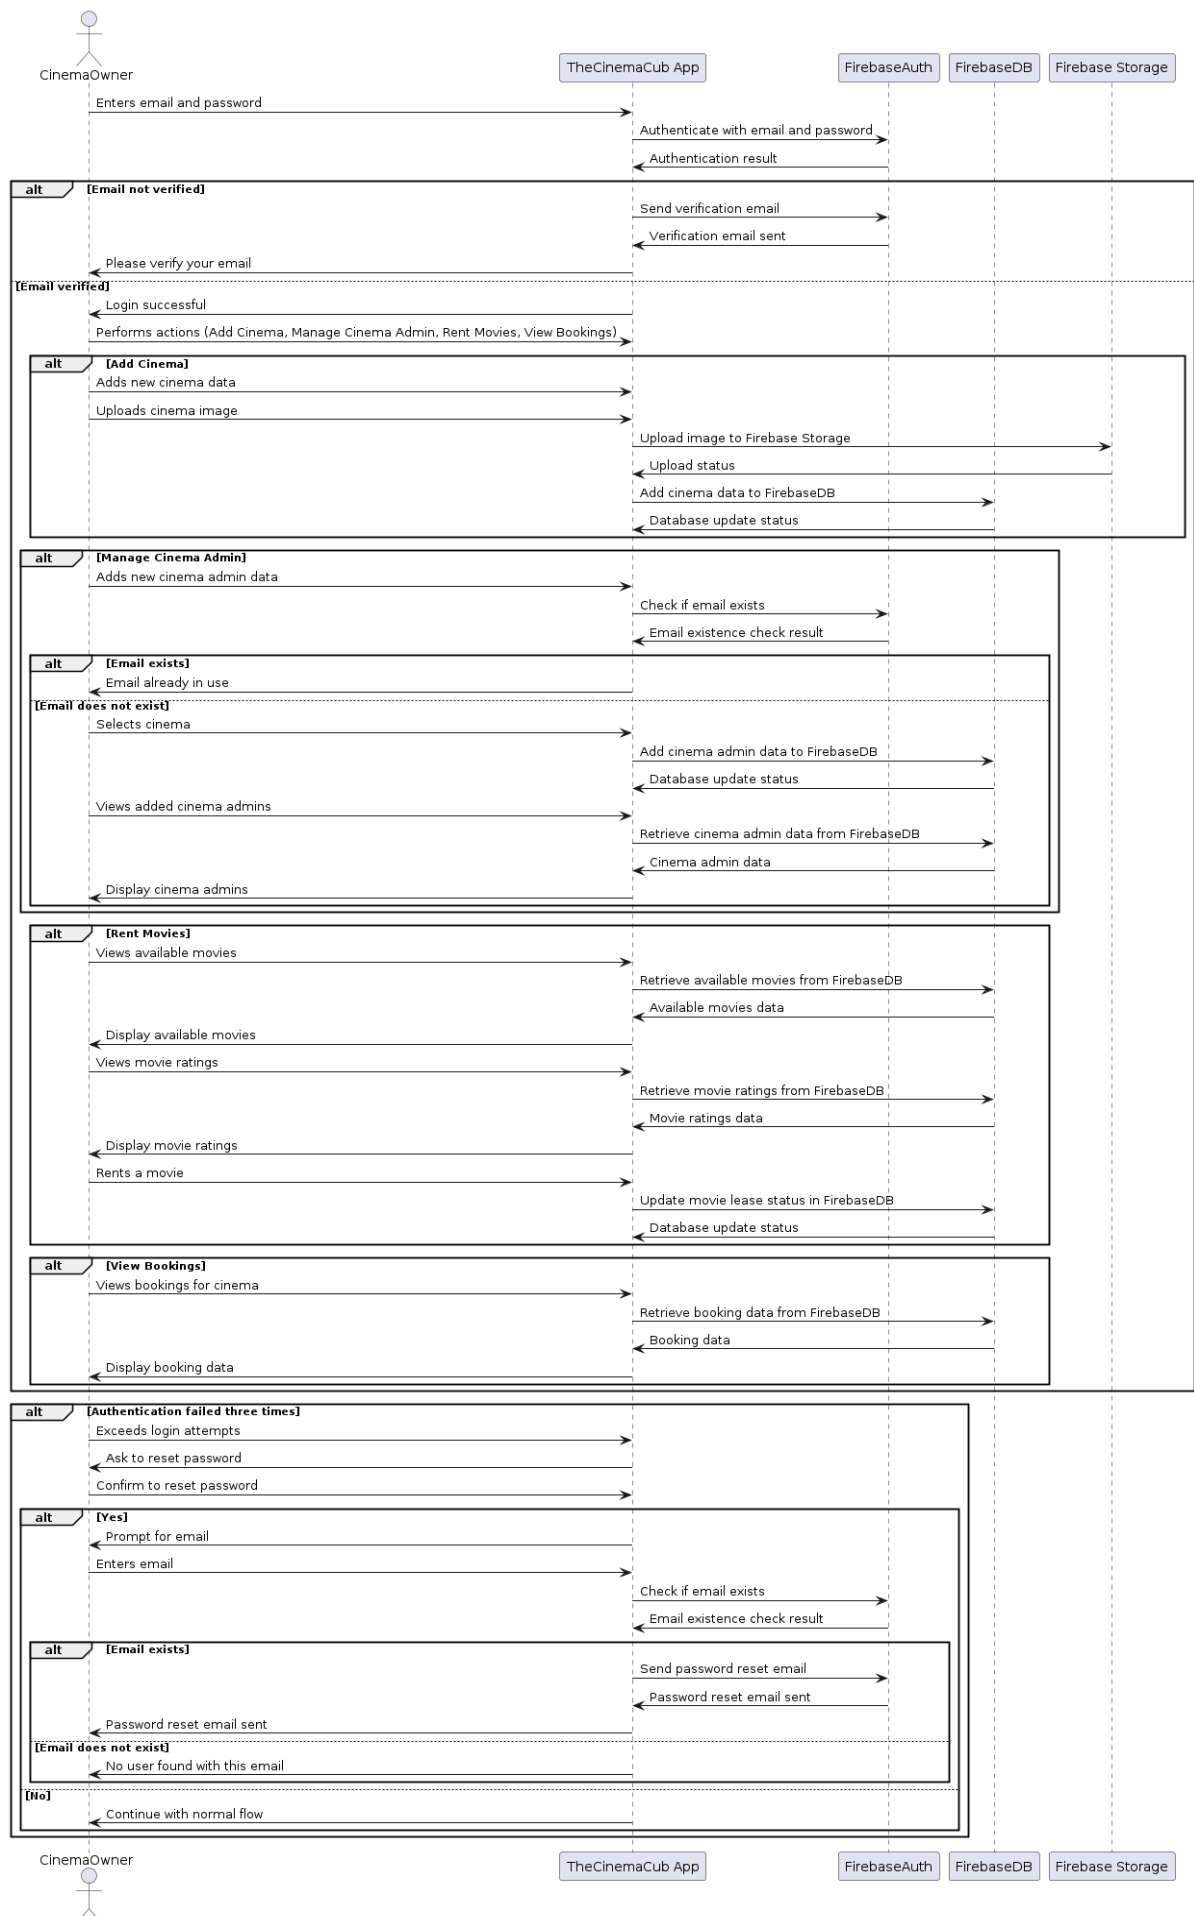 CinemaOwner
TheCinemaCub App
FirebaseAuth
FirebaseDB
Firebase Storage
Enters email and password
Authenticate with email and password
Authentication result
alt [Email not verified]
Send verification email
Verification email sent
Please verify your email
[Email verified]
Login successful
Performs actions (Add Cinema, Manage Cinema Admin, Rent Movies, View Bookings)
alt [Add Cinema]
Adds new cinema data
Uploads cinema image
Upload image to Firebase Storage
Upload status
Add cinema data to FirebaseDB
Database update status
alt [Manage Cinema Admin]
Adds new cinema admin data
Check if email exists
Email existence check result
alt [Email exists]
Email already in use
[Email does not exist]
Selects cinema
Add cinema admin data to FirebaseDB
Database update status
Views added cinema admins
Retrieve cinema admin data from FirebaseDB
Cinema admin data
Display cinema admins
alt [Rent Movies]
Views available movies
Retrieve available movies from FirebaseDB
Available movies data
Display available movies
Views movie ratings
Retrieve movie ratings from FirebaseDB
Movie ratings data
Display movie ratings
Rents a movie
Update movie lease status in FirebaseDB
Database update status
alt [View Bookings]
Views bookings for cinema
Retrieve booking data from FirebaseDB
Booking data
Display booking data
alt [Authentication failed three times]
Exceeds login attempts
Ask to reset password
Confirm to reset password
alt [Yes]
Prompt for email
Enters email
Check if email exists
Email existence check result
alt [Email exists]
Send password reset email
Password reset email sent
Password reset email sent
[Email does not exist]
No user found with this email
[No]
Continue with normal flow
CinemaOwner
TheCinemaCub App
FirebaseAuth
FirebaseDB
Firebase Storage